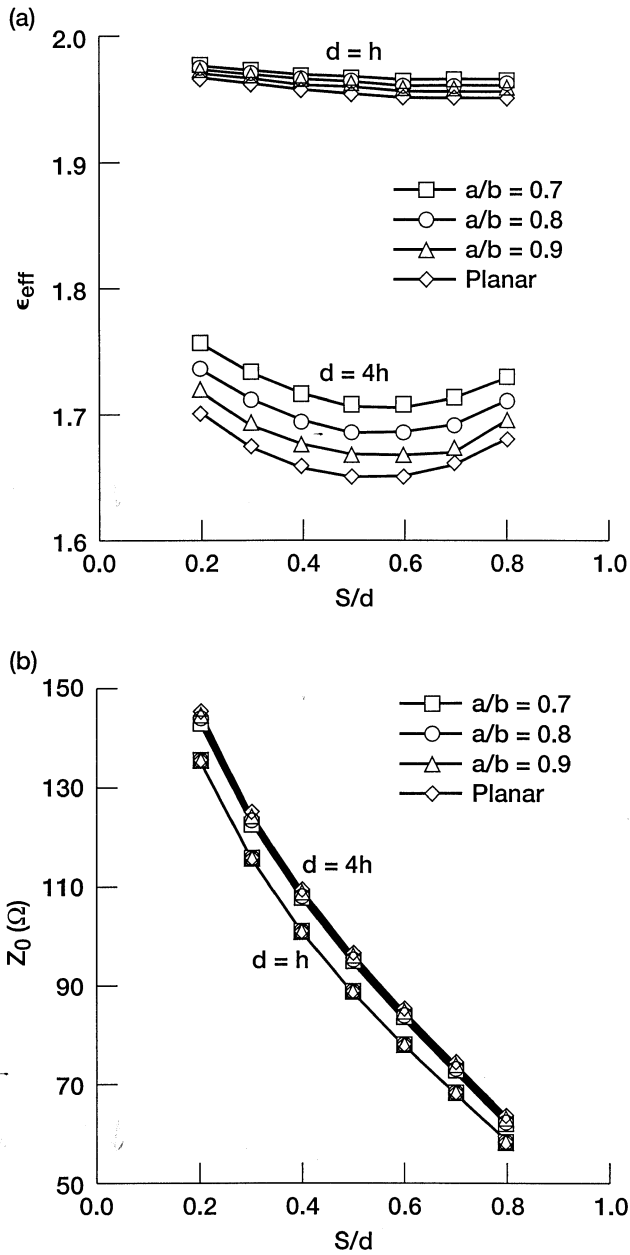 (a)
2.0
d = h
1.9
a/b = 0.7
a/b = 0.8
a/b = 0.9
Planar
1.8
ϵeff
d = 4h
1.7
1.6
0.0 0.2 0.4 0.6 0.8 1.0
S/d
(b)
150
a/b = 0.7
a/b = 0.8
a/b = 0.9
Planar
130
d = 4h
110
Z0 (Ω)
d = h
90
70
50
0.0 0.2 0.4 0.6 0.8 1.0
S/d